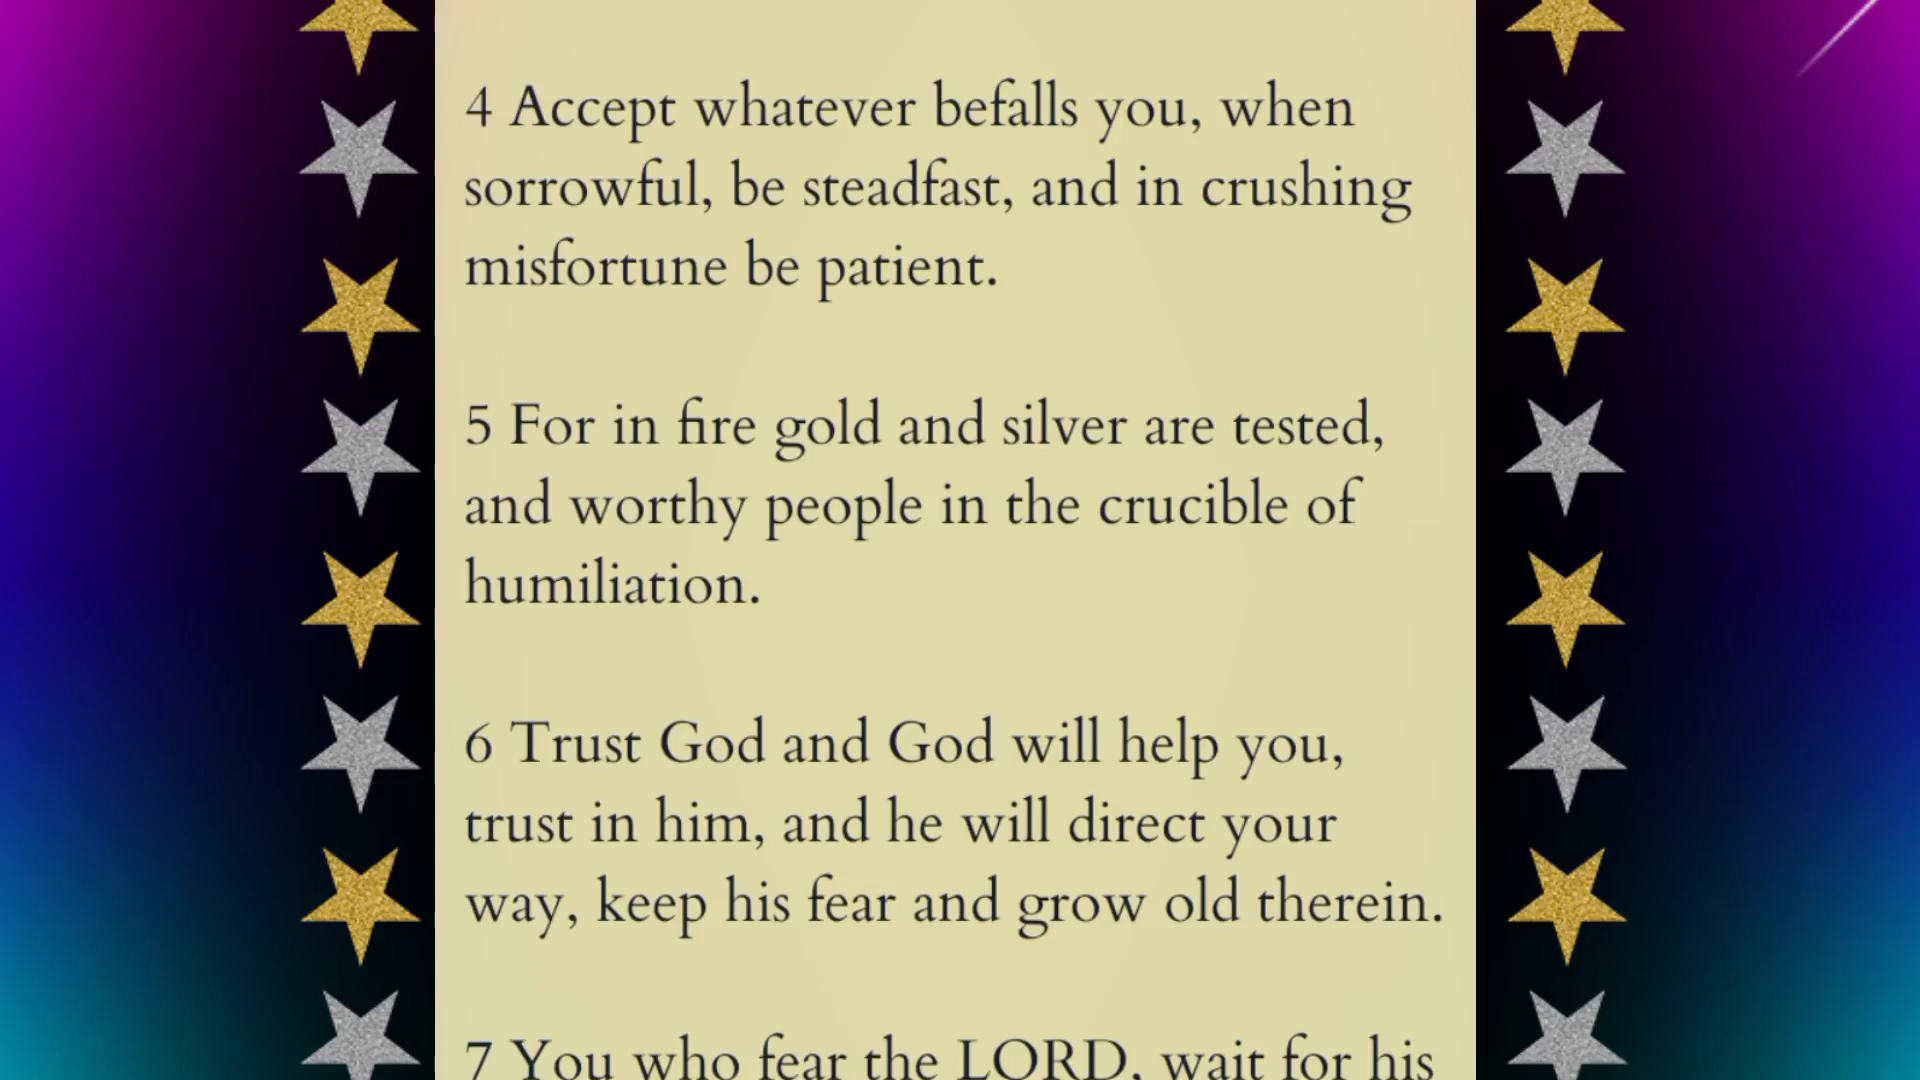 4 Accept whatever befalls you, when
sorrowful, be steadfast, and in crushing
misfortune be patient.
5 For in fire gold and silver are tested,
and worthy people in the crucible of
humiliation.
6 Trust God and God will help you,
trust in him, and he will direct your
way, keep his fear and grow old therein.
7 You who fear the LORD, wait for his